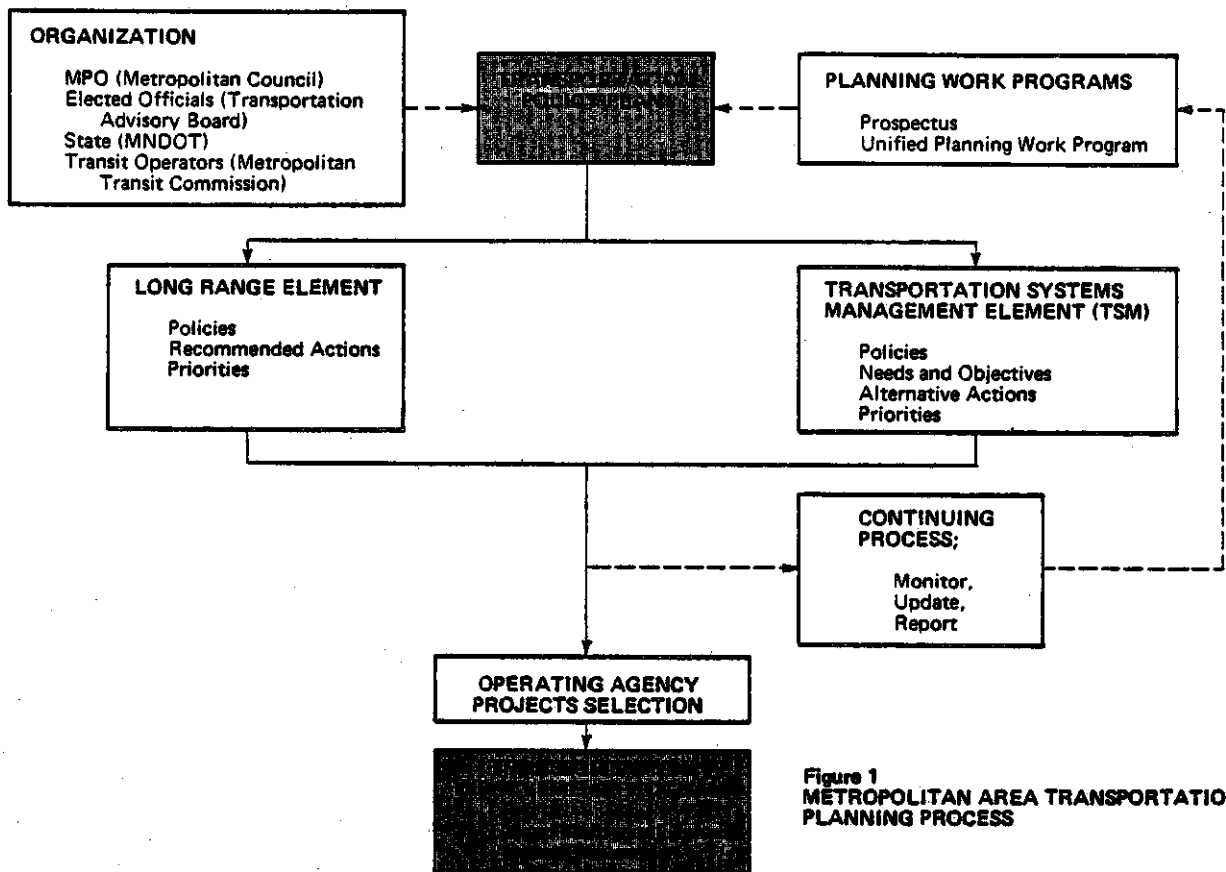 ORGANIZATION
MPO (Metropolitan Council)
Elected Officials (Transportation
Advisory Board)
State (MNDOT)
Transit Operators (Metropolitan
Transit Commission)
PLANNING WORK PROGRAMS
Prospectus
Unified Planning Work Program
LONG RANGE ELEMENT
Policies
Recommended Actions
Priorities
TRANSPORTATION SYSTEMS
MANAGEMENT ELEMENT (TSM)
Policies
Needs and Objectives
Alternative Actions
Priorities
CONTINUING
PROCESS;
Monitor,
Update,
Report
OPERATING AGENCY
PROJECTS SELECTION
Figure 1
METROPOLITAN AREA TRANSPORTATIO
PLANNING PROCESS